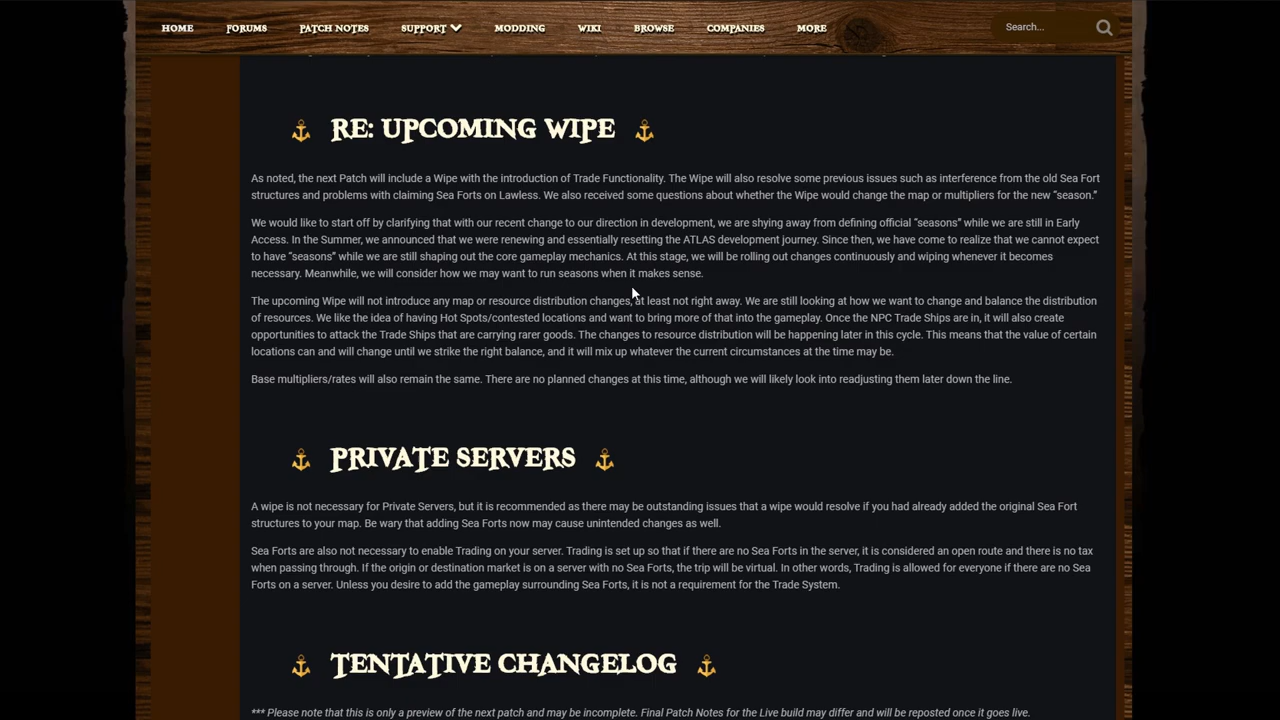 HOME FORUMS PATCH NOTES SUPPORT MODDING WIKI BROWSE COMPANIES MORE Search...
RE: UPCOMING WIPE
As noted, the next Patch will include a Wipe with the introduction of Trade Functionality. The Wipe will also resolve some previous issues such as interference from the old Sea Fort
structures and problems with claiming Sea Forts on Lawless. We also received some questions about whether the Wipe would change the map or multipliers for the new “season.”
We would like to start off by clarifying that with our recent change to our direction in development, we are shying away from defining official “seasons” while we are still in Early
Access. In the Summer, we announced that we were renewing and essentially resetting the ATLAS development journey. Since then, we have come to realize that we cannot expect
to have “seasons” while we are still shaping out the core gameplay mechanics. At this stage, we will be rolling out changes continuously and wiping whenever it becomes
necessary. Meanwhile, we will consider how we may want to run seasons when it makes sense.
The upcoming Wipe will not introduce any map or resource distribution changes, at least not right away. We are still looking at how we want to change and balance the distribution
of resources. We like the idea of having Hot Spots/contested locations and want to bring more of that into the gameplay. Once the NPC Trade Ships are in, it will also create
opportunities to attack the Trade Ships that are carrying rarer goods. The changes to resource distribution will be happening later in this cycle. This means that the value of certain
locations can and will change until we strike the right balance, and it will mix up whatever the current circumstances at the time may be.
Base multipliers/rates will also remain the same. There are no planned changes at this time, although we will likely look into readjusting them later down the line.
PRIVATE SERVERS
A wipe is not necessary for Private Servers, but it is recommended as there may be outstanding issues that a wipe would resolve if you had already added the original Sea Fort
structures to your map. Be wary that adding Sea Forts now may cause unintended changes as well.
Sea Forts are also not necessary to enable Trading on your server. Trading is set up so that if there are no Sea Forts in the server, it is considered an open route and there is no tax
when passing through. If the origin or destination market is on a server with no Sea Forts, the trip will be virtual. In other words, Trading is allowed for everyone if there are no Sea
Forts on a server. Unless you desire to add the gameplay surrounding Sea Forts, it is not a requirement for the Trade System.
TENTATIVE CHANGELOG
*** Please note that this is only a preview of the next patch and may be incomplete. Final Patch Notes for the Live build may differ and will be reposted once it goes live.